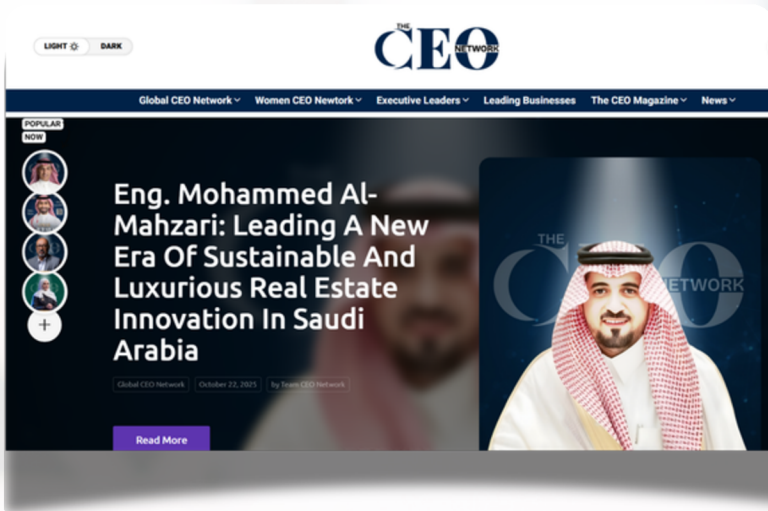 LIGHT
DARK
THE
CEO
NETWORK
Global CEO Network
Women CEO Newtork
Executive Leaders
Leading Businesses
The CEO Magazine
News
POPULAR
NOW
Eng. Mohammed Al-
Mahzari: Leading A New
Era Of Sustainable And
Luxurious Real Estate
Innovation In Saudi
Arabia
Global CEO Network
October 22, 2025
by Team CEO Network
Read More
THE
CEO
NETWORK